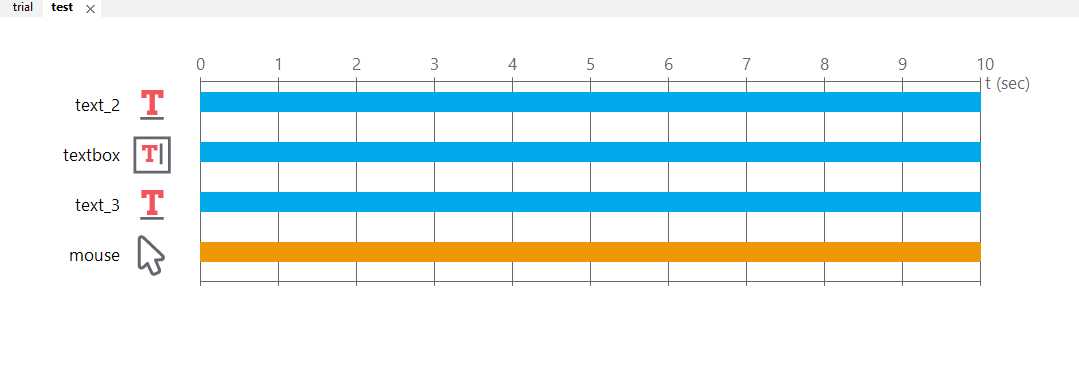 trial test
0 1 2 3 4 5 6 7 8 9 10
t (sec)
text_2
textbox
text_3
mouse